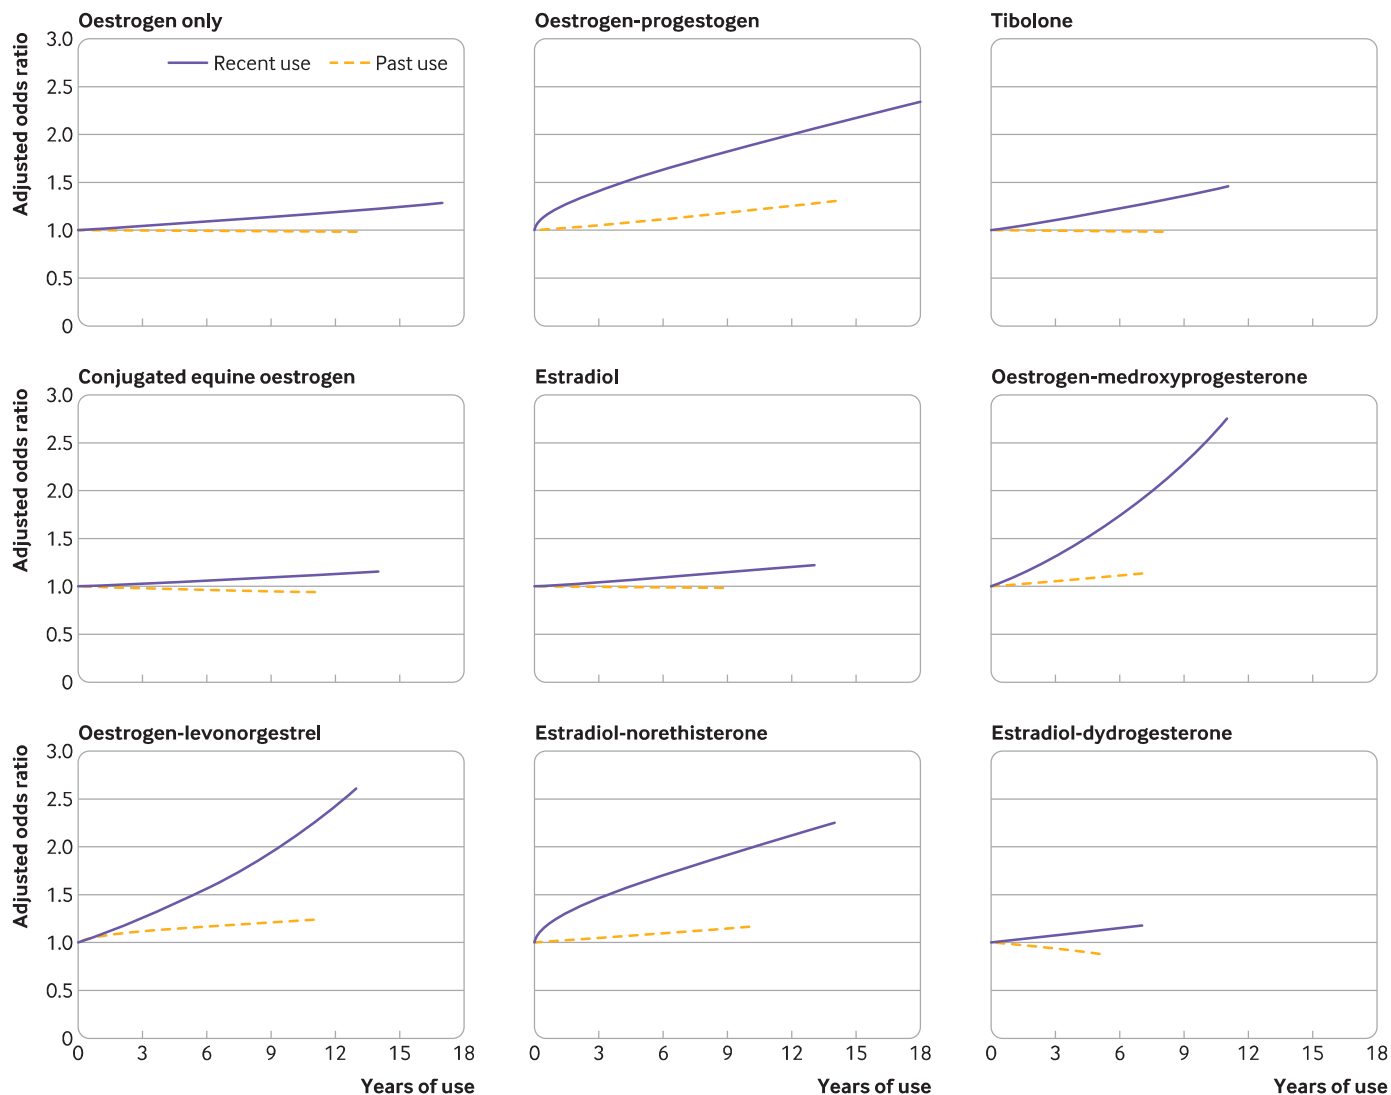 Oestrogen only
Oestrogen-progestogen
Tibolone
Adjusted odds ratio
3.0
2.5
2.0
1.5
1.0
0.5
0
Recent use
Past use
Conjugated equine oestrogen
Estradiol
Oestrogen-medroxyprogesterone
Adjusted odds ratio
3.0
2.5
2.0
1.5
1.0
0.5
0
Oestrogen-levonorgestrel
Estradiol-norethisterone
Estradiol-dydrogesterone
Adjusted odds ratio
3.0
2.5
2.0
1.5
1.0
0.5
0
0 3 6 9 12 15 18
0 3 6 9 12 15 18
0 3 6 9 12 15 18
Years of use
Years of use
Years of use